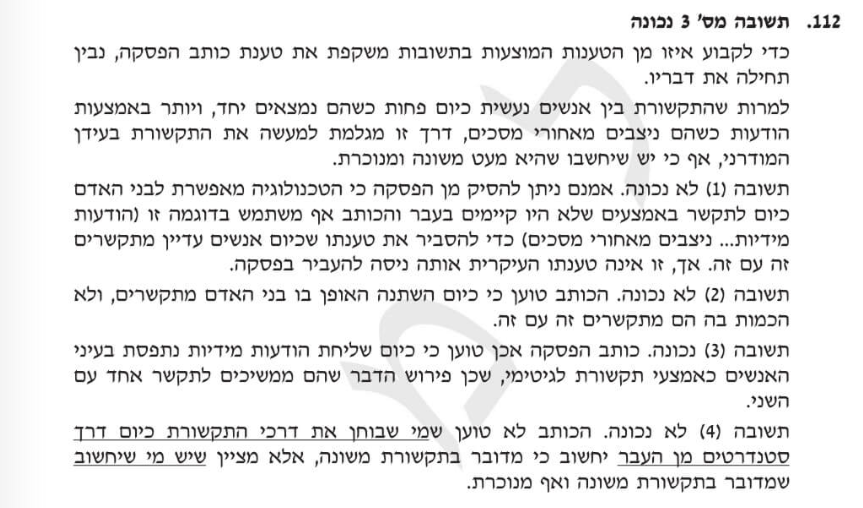 112. תשובה מס' 3 נכונה
כדי לקבוע איזו מן הטענות המוצעות בתשובות משקפת את טענת כותב הפסקה, נבין
תחילה את דבריו.
למרות שהתקשורת בין אנשים נעשית כיום פחות כשהם נמצאים יחד, ויותר באמצעות
הודעות כשהם ניצבים מאחורי מסכים, דרך זו מגלמת למעשה את התקשורת בעידן
המודרני, אף כי יש שיחשבו שהיא מעט משונה ומנוכרת.
תשובה (1) לא נכונה. אמנם ניתן להסיק מן הפסקה כי הטכנולוגיה מאפשרת לבני האדם
כיום לתקשר באמצעים שלא היו קיימים בעבר והכותב אף משתמש בדוגמה זו (הודעות
מידיות... ניצבים מאחורי מסכים) כדי להסביר את טענתו שכיום אנשים עדיין מתקשרים
זה עם זה. אך, זו אינה טענתו העיקרית אותה ניסה להעביר בפסקה.
תשובה (2) לא נכונה. הכותב טוען כי כיום השתנה האופן בו בני האדם מתקשרים, ולא
הכמות בה הם מתקשרים זה עם זה.
תשובה (3) נכונה. כותב הפסקה אכן טוען כי כיום שליחת הודעות מידיות נתפסת בעיני
האנשים כאמצעי תקשורת לגיטימי, שכן פירוש הדבר שהם ממשיכים לתקשר אחד עם
השני.
תשובה (4) לא נכונה. הכותב לא טוען שמי שבוחן את דרכי התקשורת כיום דרך
סטנדרטים מן העבר יחשוב כי מדובר בתקשורת משונה, אלא מציין שיש מי שיחשוב
שמדובר בתקשורת משונה ואף מנוכרת.